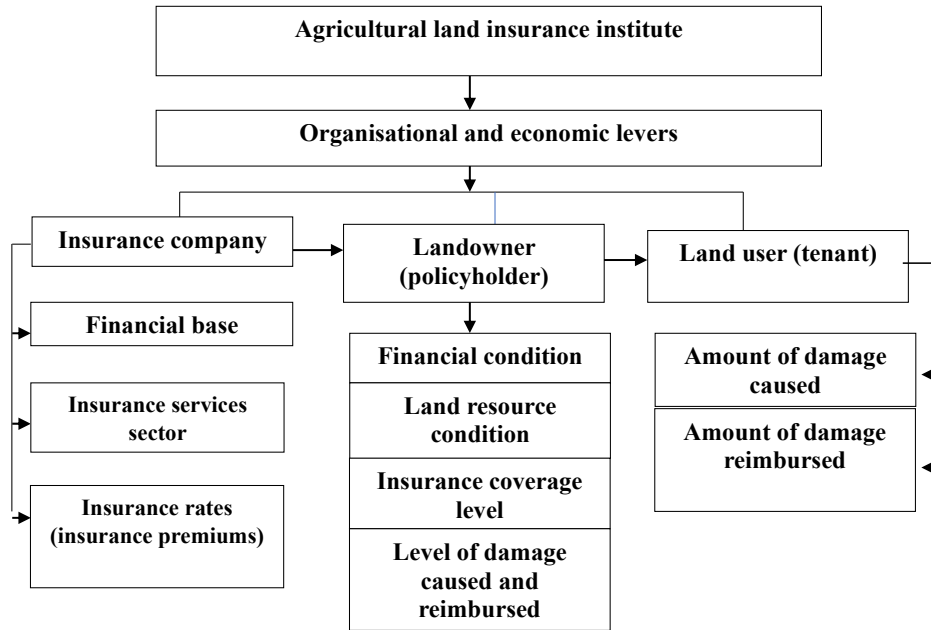 Agricultural land insurance institute
Organisational and economic levers
Insurance company
Landowner
(policyholder)
Land user (tenant)
Financial base
Insurance services
sector
Insurance rates
(insurance premiums)
Financial condition
Land resource
condition
Insurance coverage
level
Level of damage
caused and
reimbursed
Amount of damage
caused
Amount of damage
reimbursed